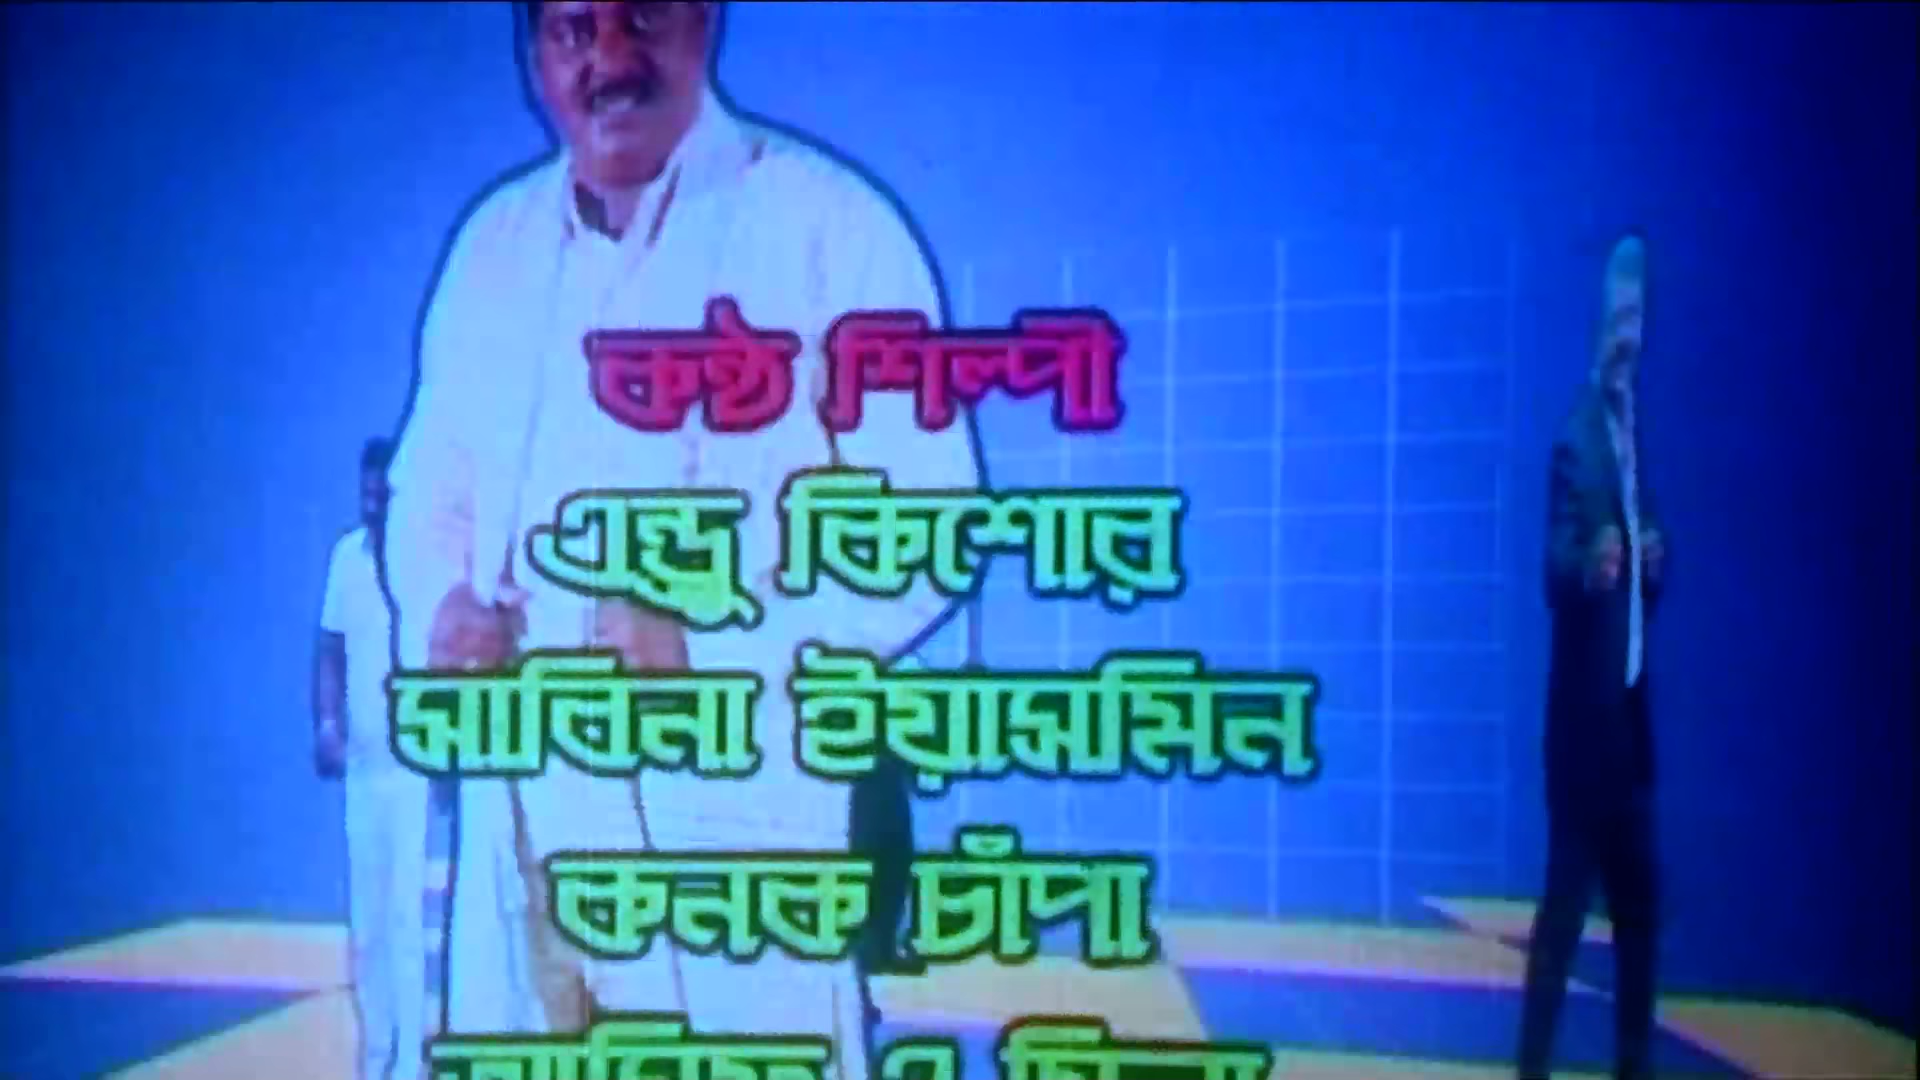 কন্ঠ শিল্পী
এন্ড্রু কিশোর
সাবিনা ইয়াসমিন
কনক চাঁপা